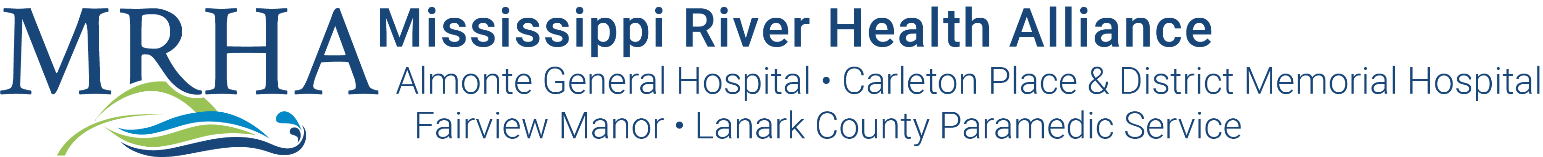 MRHA
Mississippi River Health Alliance
Almonte General Hospital • Carleton Place & District Memorial Hospital
Fairview Manor • Lanark County Paramedic Service